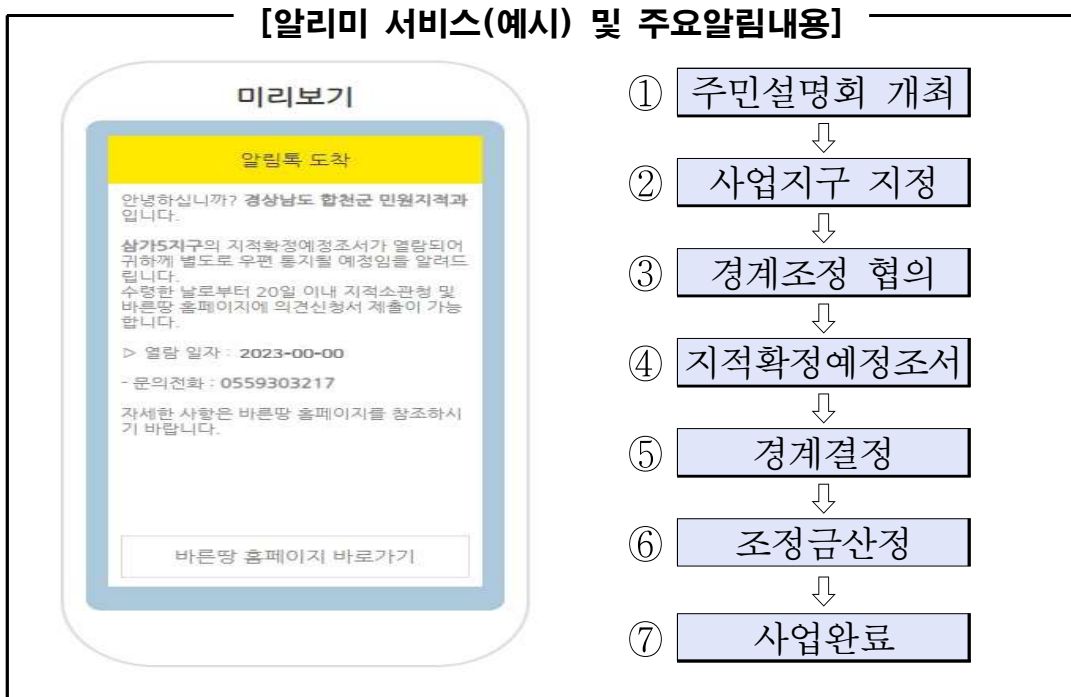 [알리미 서비스(예시) 및 주요알림내용]
미리보기
알림톡 도착
안녕하십니까? 경상남도 합천군 민원지적과
입니다.
삼가5지구의 지적확정예정조서가 열람되어
귀하께 별도로 우편 통지될 예정임을 알려드
립니다.
수령한 날로부터 20일 이내 지적소관청 및
바른땅 홈페이지에 의견신청서 제출이 가능
합니다.
▷ 열람 일자 : 2023-00-00
- 문의전화 : 0559303217
자세한 사항은 바른땅 홈페이지를 참조하시
기 바랍니다.
바른땅 홈페이지 바로가기
① 주민설명회 개최
② 사업지구 지정
③ 경계조정 협의
④ 지적확정예정조서
⑤ 경계결정
⑥ 조정금산정
⑦ 사업완료